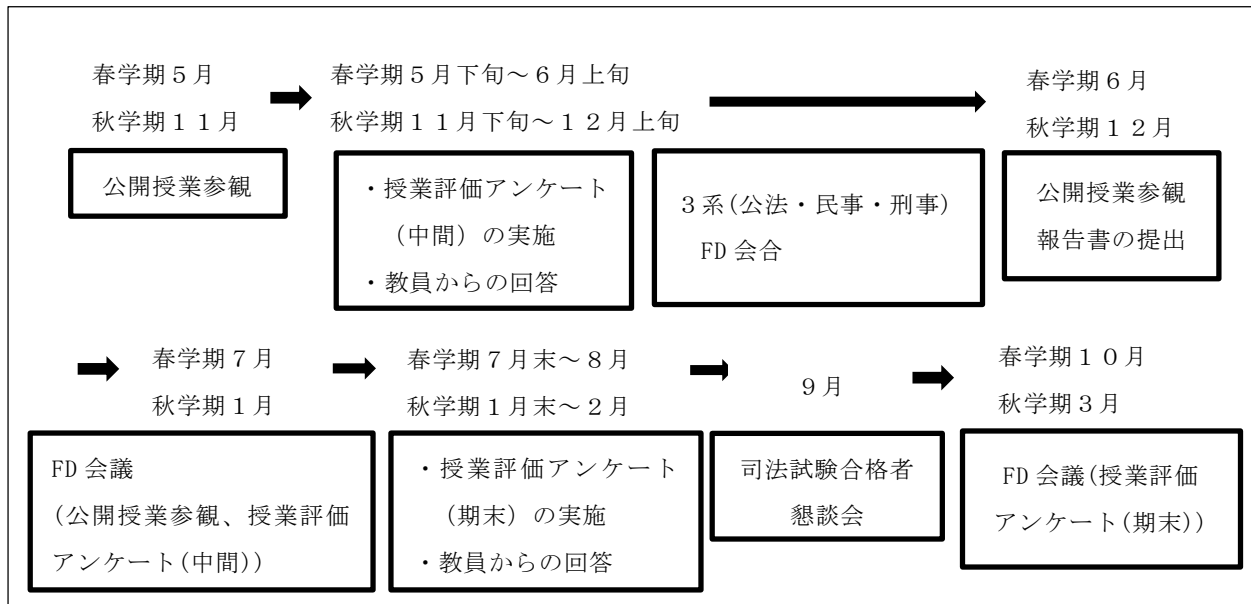 春学期5月
秋学期11月
公開授業参観
春学期5月下旬~6月上旬
秋学期11月下旬~12月上旬
・授業評価アンケート
(中間)の実施
・教員からの回答
3系(公法・民事・刑事)
FD会合
春学期6月
秋学期12月
公開授業参観
報告書の提出
春学期7月
秋学期1月
FD会議
(公開授業参観、授業評価
アンケート(中間))
春学期7月末~8月
秋学期1月末~2月
・授業評価アンケート
(期末)の実施
・教員からの回答
9月
司法試験合格者
懇談会
春学期10月
秋学期3月
FD会議(授業評価
アンケート(期末))